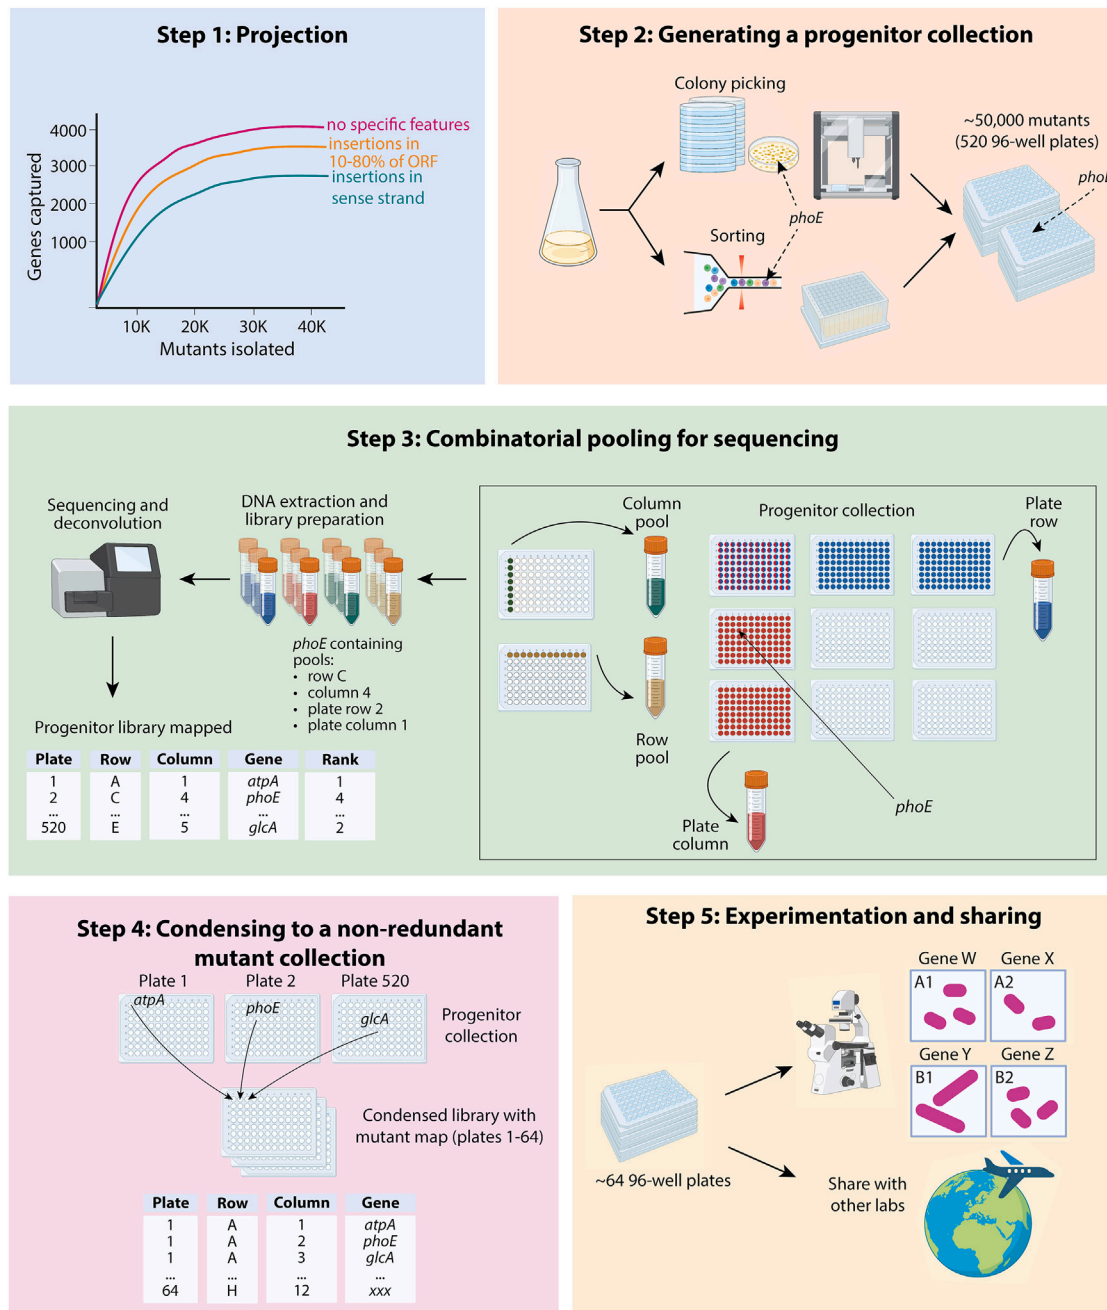 Step 1: Projection
Genes captured
4000
3000
2000
1000
no specific features
insertions in
10-80% of ORF
insertions in
sense strand
10K 20K 30K 40K
Mutants isolated
Step 2: Generating a progenitor collection
Colony picking
phoE
Sorting
~50,000 mutants
(520 96-well plates)
Step 3: Combinatorial pooling for sequencing
Sequencing and
deconvolution
DNA extraction and
library preparation
phoE containing
pools:
• row C
• column 4
• plate row 2
• plate column 1
Progenitor library mapped
Plate Row Column Gene Rank
1 A 1 atpA 1
2 C 4 phoE 4
... ... ... ... ...
520 E 5 glcA 2
Column
pool
Row
pool
Progenitor collection
Plate
row
Plate
column
phoE
Step 4: Condensing to a non-redundant
mutant collection
Plate 1 Plate 2 Plate 520
atpA
phoE
glcA
Progenitor
collection
Condensed library with
mutant map (plates 1-64)
Plate Row Column Gene
1 A 1 atpA
1 A 2 phoE
1 A 3 glcA
... ... ... ...
64 H 12 xxx
Step 5: Experimentation and sharing
~64 96-well plates
Gene W Gene X
A1 A2
Gene Y Gene Z
B1 B2
Share with
other labs